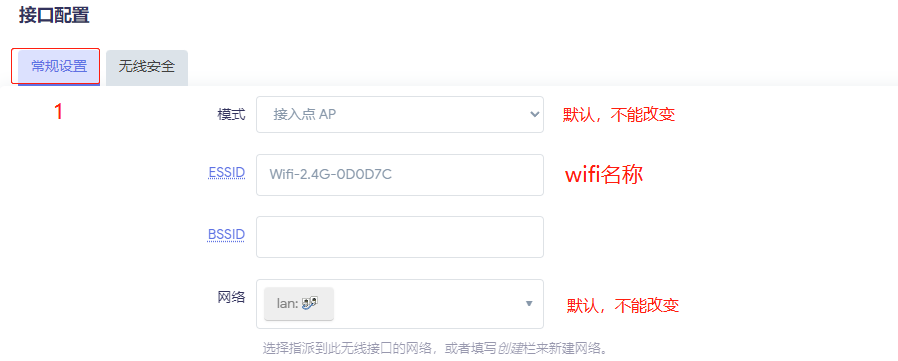 接口配置
常规设置 无线安全
1
模式 接入点 AP 默认，不能改变
ESSID Wifi-2.4G-0D0D7C wifi名称
BSSID
网络 lan: 默认，不能改变
选择指派到此无线接口的网络，或者填写创建栏来新建网络。